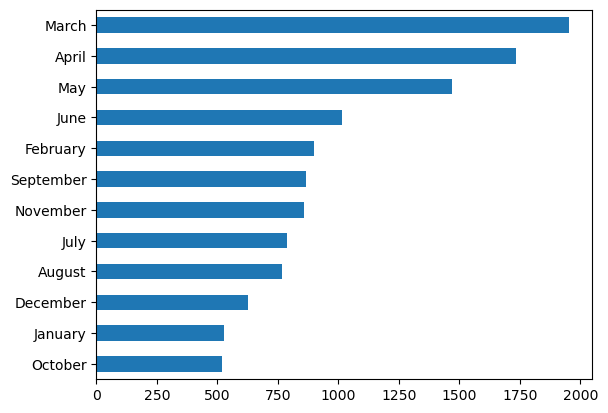 March
April
May
June
February
September
November
July
August
December
January
October
0 250 500 750 1000 1250 1500 1750 2000